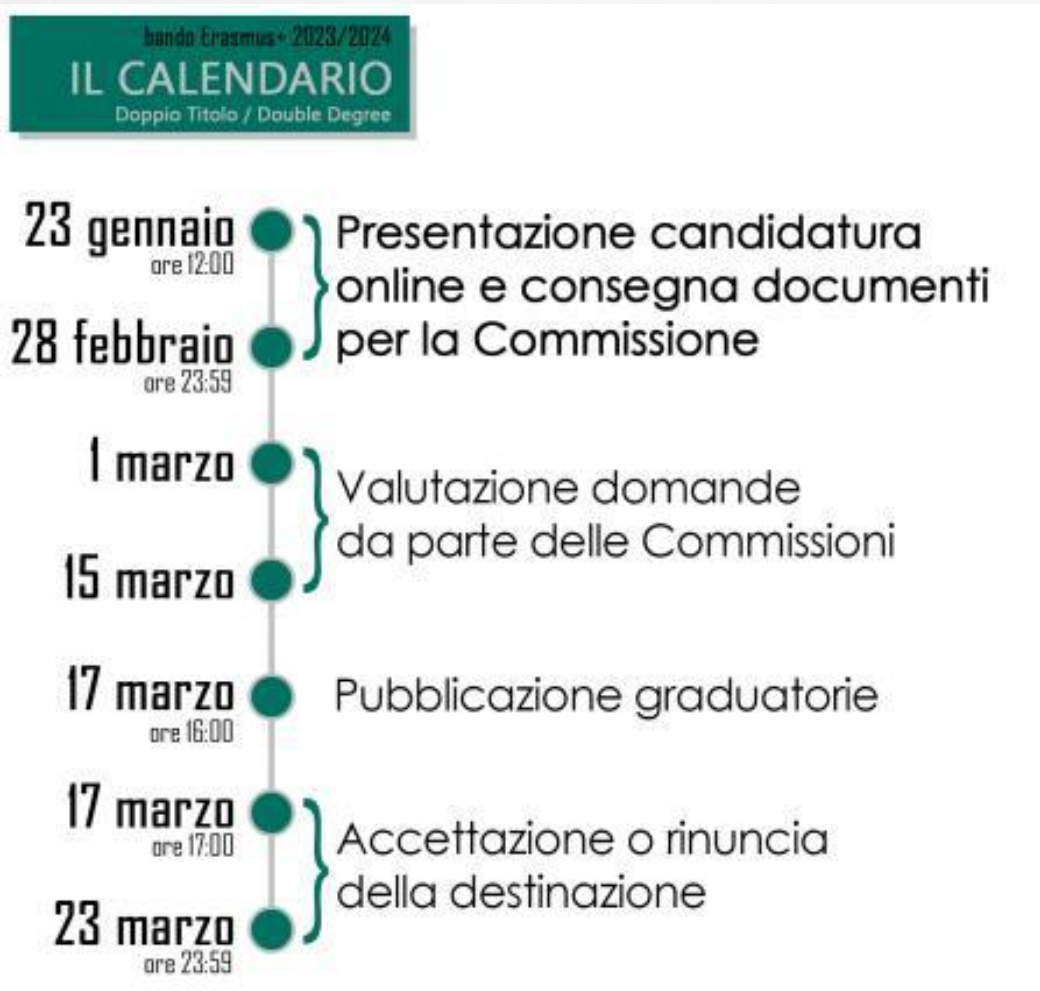 bando Erasmus+ 2023/2024
IL CALENDARIO
Doppio Titolo / Double Degree
23 gennaio
ore 12:00
28 febbraio
ore 23:59
Presentazione candidatura
online e consegna documenti
per la Commissione
1 marzo
15 marzo
Valutazione domande
da parte delle Commissioni
17 marzo
ore 16:00
Pubblicazione graduatorie
17 marzo
ore 17:00
23 marzo
ore 23:59
Accettazione o rinuncia
della destinazione